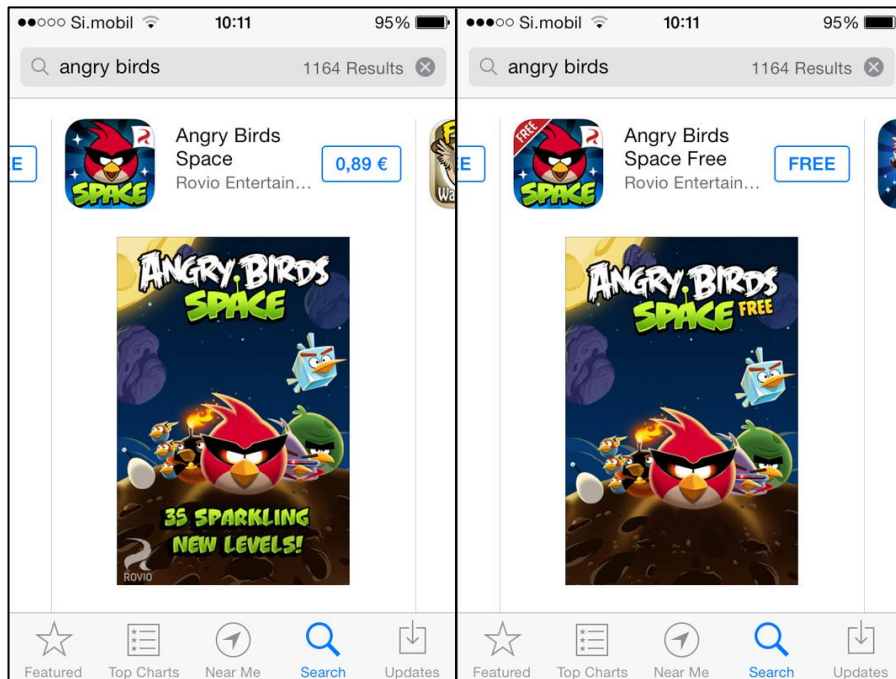 Si.mobil 10:11 95%
angry birds 1164 Results
E
Angry Birds
Space
Rovio Entertain...
0,89 €
SPACE
Wa
ANGRY BIRDS
SPACE
35 SPARKLING
NEW LEVELS!
ROVIO
Featured Top Charts Near Me Search Updates
Si.mobil 10:11 95%
angry birds 1164 Results
E
FREE
Angry Birds
Space Free
Rovio Entertain...
FREE
SPACE
ANGRY BIRDS
SPACE FREE
Featured Top Charts Near Me Search Updates